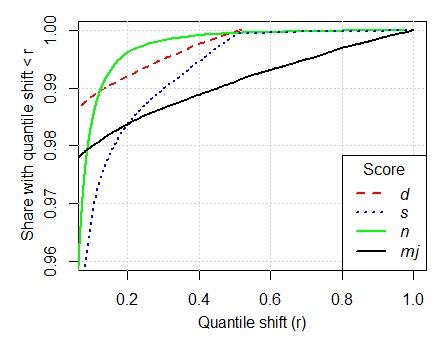 Share with quantile shift < r
1.00
0.99
0.98
0.97
0.96
Score
d
s
n
mj
0.2 0.4 0.6 0.8 1.0
Quantile shift (r)